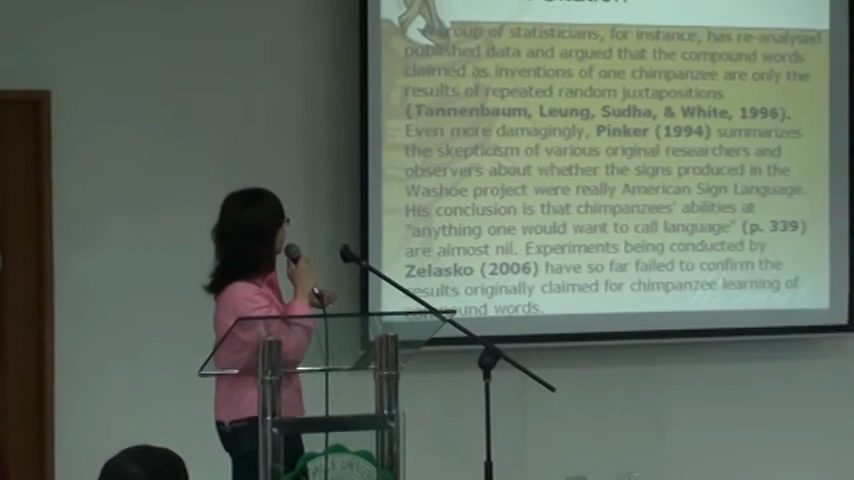 group of statisticians, for instance, has re-analysed
published data and argued that the compound words
claimed as inventions of one chimpanzee are only the
results of repeated random juxtapositions
(Tannenbaum, Leung, Sudha, & White, 1996).
Even more damagingly, Pinker (1994) summarizes
the skepticism of various original researchers and
observers about whether the signs produced in the
Washoe project were really American Sign Language.
His conclusion is that chimpanzees' abilities at
"anything one would want to call language" (p. 339)
are almost nil. Experiments being conducted by
Zelasko (2006) have so far failed to confirm the
results originally claimed for chimpanzee learning of
compound words.